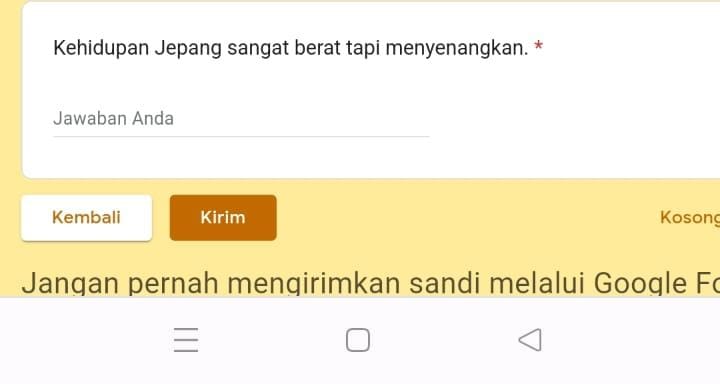 Kehidupan Jepang sangat berat tapi menyenangkan. *
Jawaban Anda
Kembali
Kirim
Kosong
Jangan pernah mengirimkan sandi melalui Google Fo